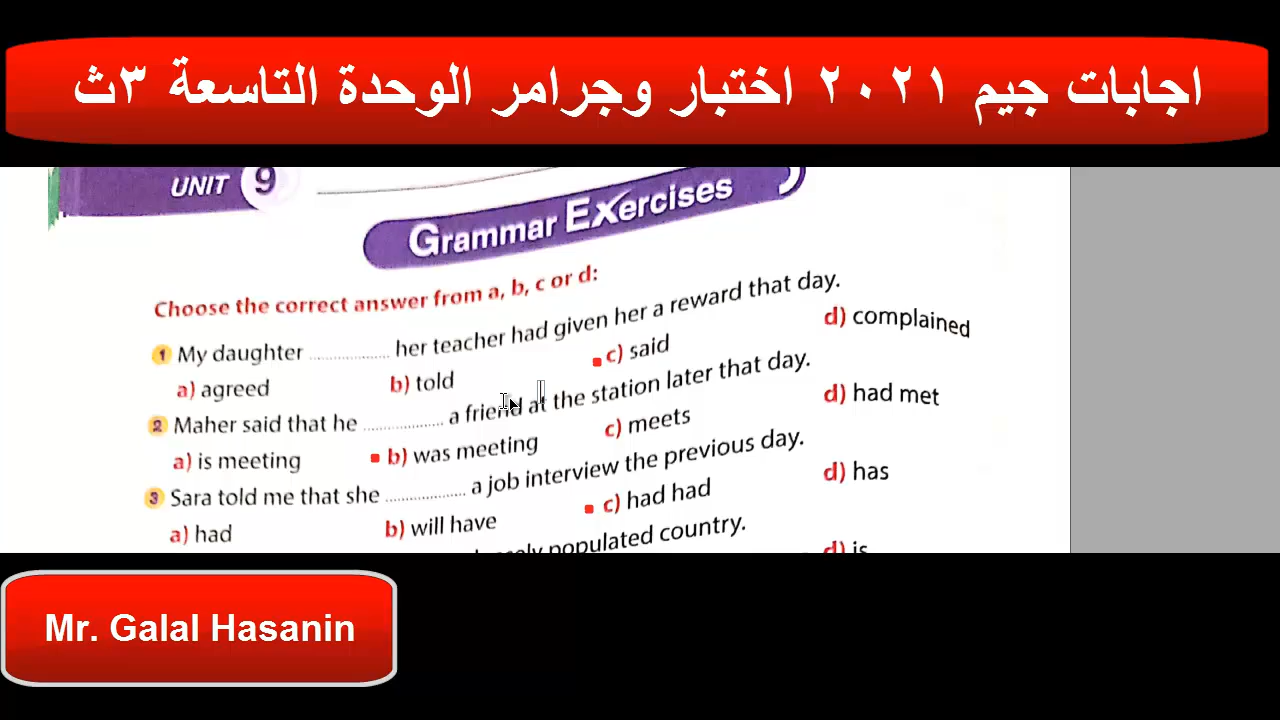 اجابات جيم ٢٠٢١ اختبار وجرامر الوحدة التاسعة ٣ث
UNIT 9
Grammar Exercises
Choose the correct answer from a, b, c or d:
1 My daughter .................. her teacher had given her a reward that day.
a) agreed b) told c) said d) complained
2 Maher said that he .................. a friend at the station later that day.
a) is meeting b) was meeting c) meets d) had met
3 Sara told me that she .................. a job interview the previous day.
a) had b) will have c) had had d) has
populated country.
d) is
Mr. Galal Hasanin